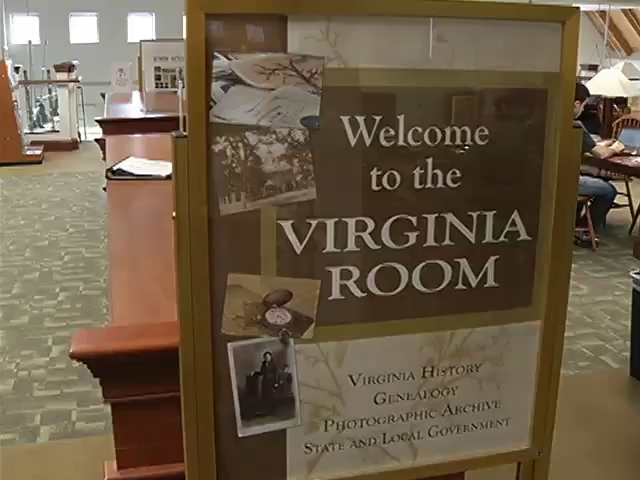 Welcome
to the
VIRGINIA
ROOM
VIRGINIA HISTORY
GENEALOGY
PHOTOGRAPHIC ARCHIVE
STATE AND LOCAL GOVERNMENT